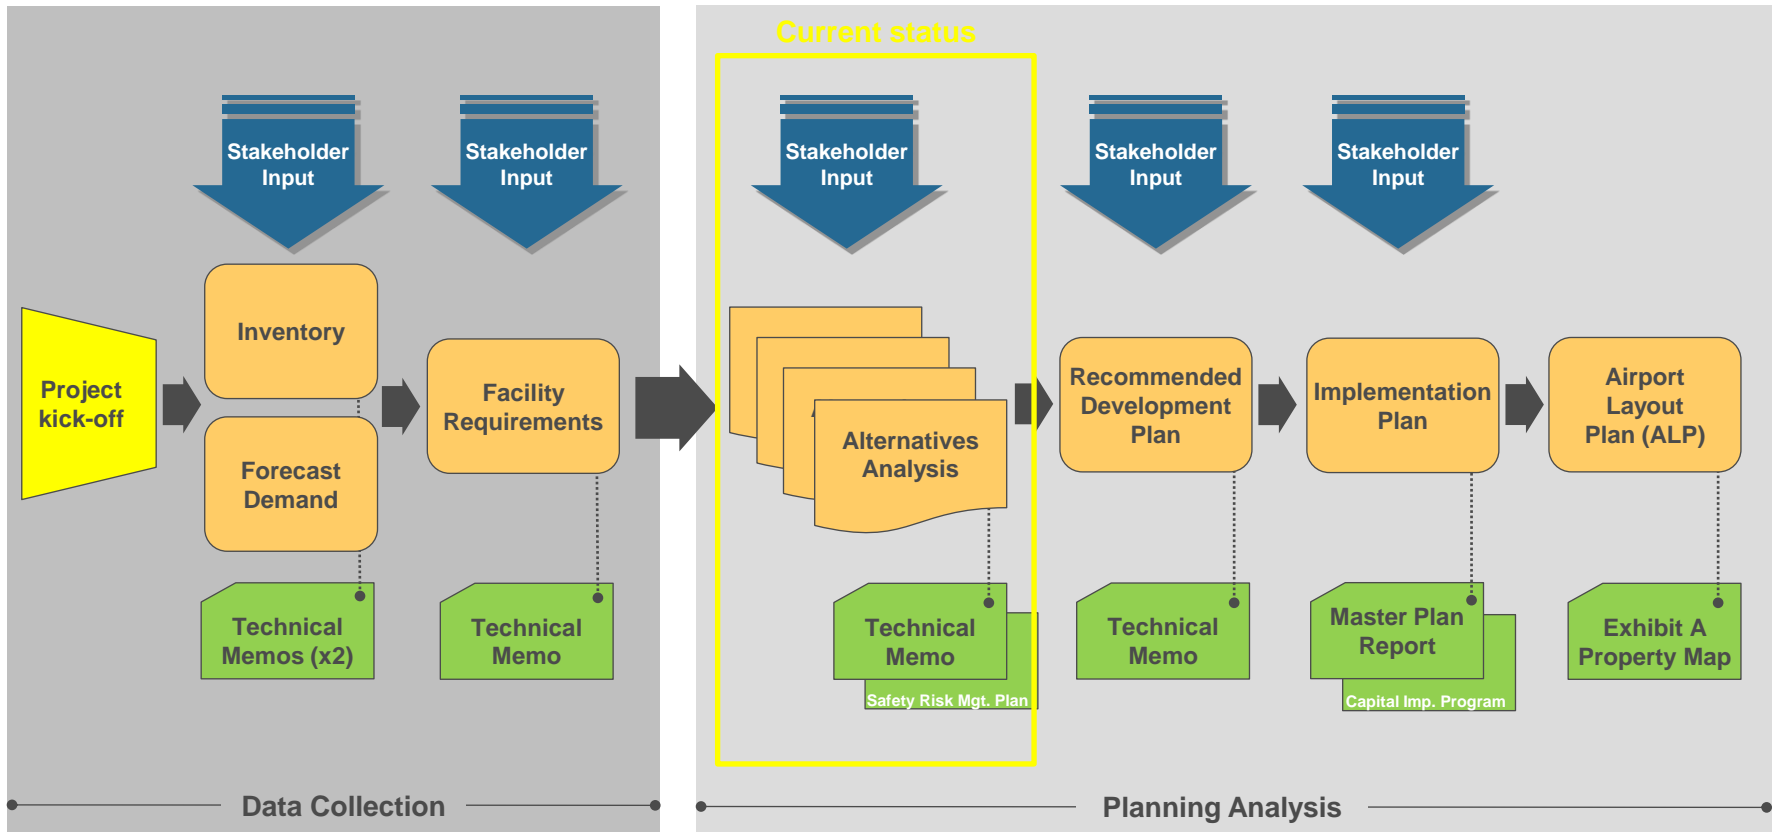 Current status
Stakeholder
Input
Stakeholder
Input
Stakeholder
Input
Stakeholder
Input
Stakeholder
Input
Project
kick-off
Inventory
Forecast
Demand
Facility
Requirements
Alternatives
Analysis
Recommended
Development
Plan
Implementation
Plan
Airport
Layout
Plan (ALP)
Technical
Memos (x2)
Technical
Memo
Technical
Memo
Safety Risk Mgt. Plan
Technical
Memo
Master Plan
Report
Capital Imp. Program
Exhibit A
Property Map
Data Collection
Planning Analysis